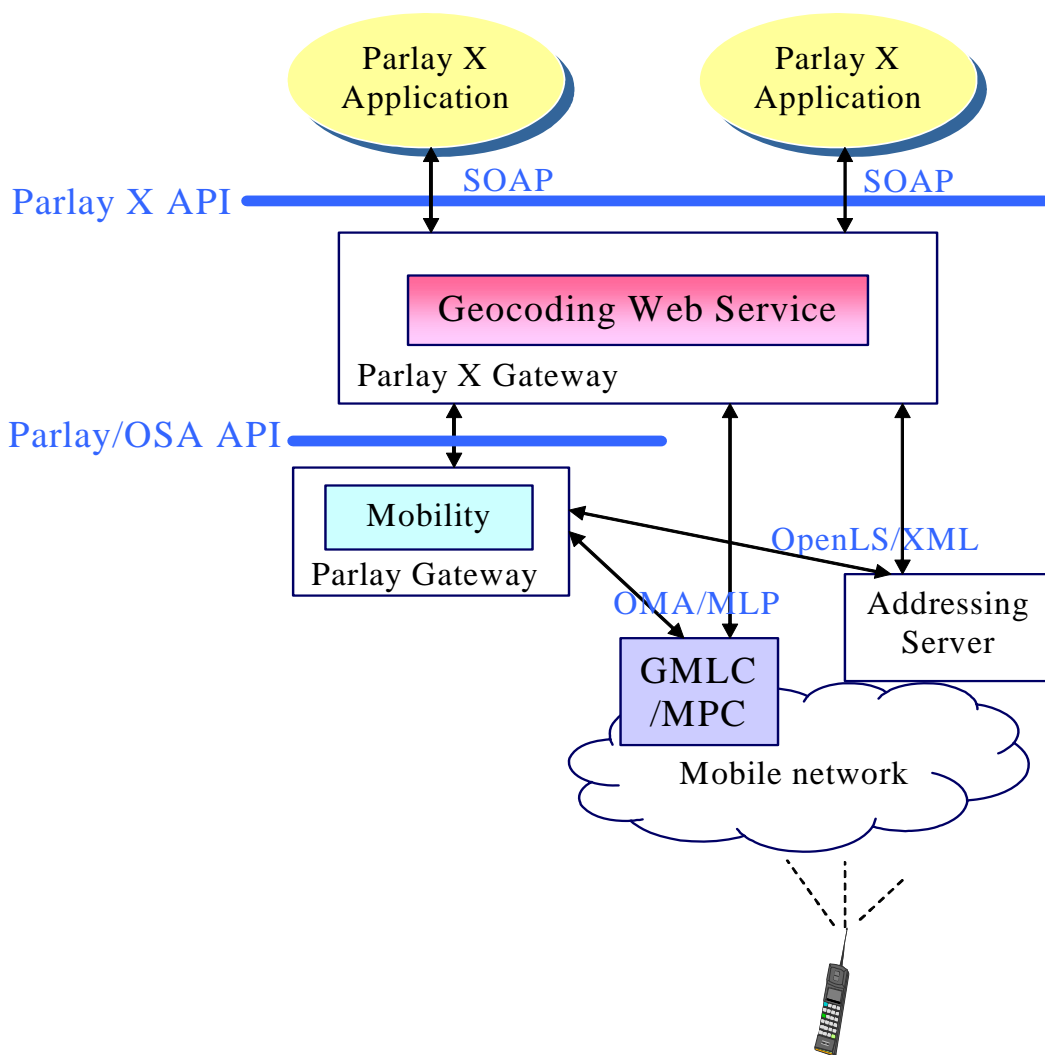 Parlay X
Application
Parlay X
Application
SOAP
SOAP
Parlay X API
Geocoding Web Service
Parlay X Gateway
Parlay/OSA API
Mobility
Parlay Gateway
OpenLS/XML
OMA/MLP
Addressing
Server
GMLC
/MPC
Mobile network